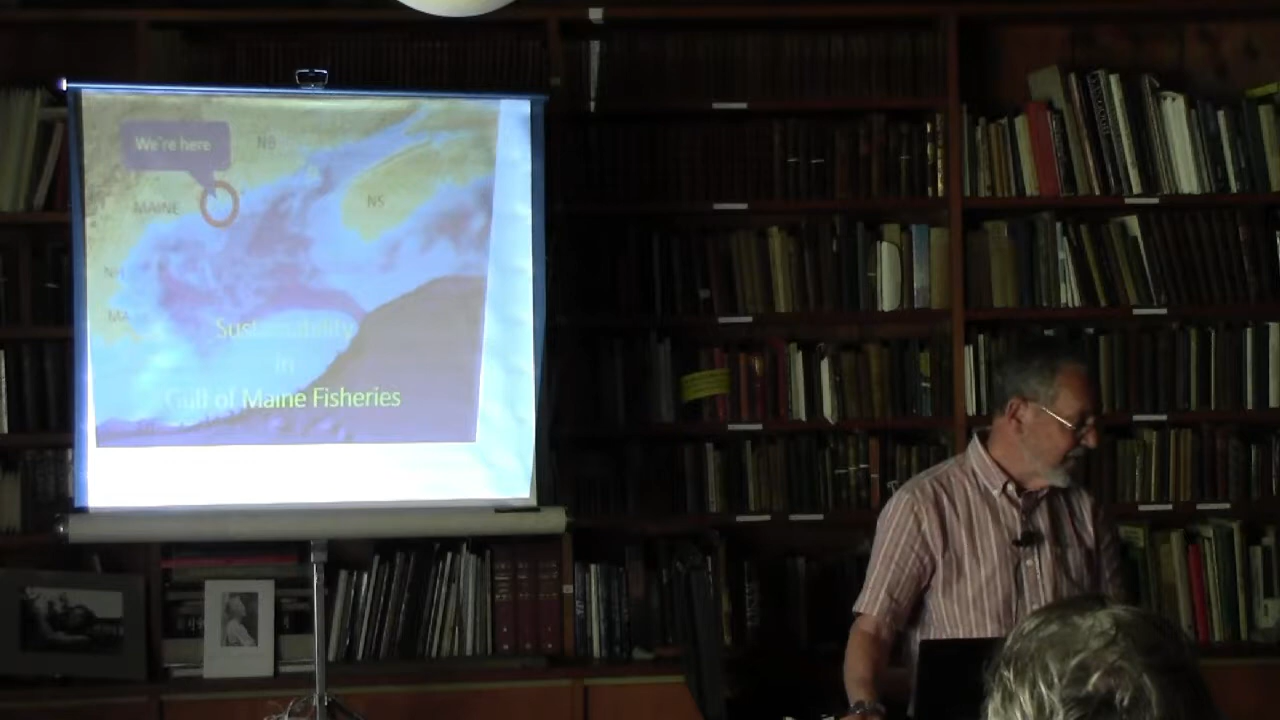 We're here
NB
MAINE
NS
NH
MA
Sustainability
in
Gulf of Maine Fisheries